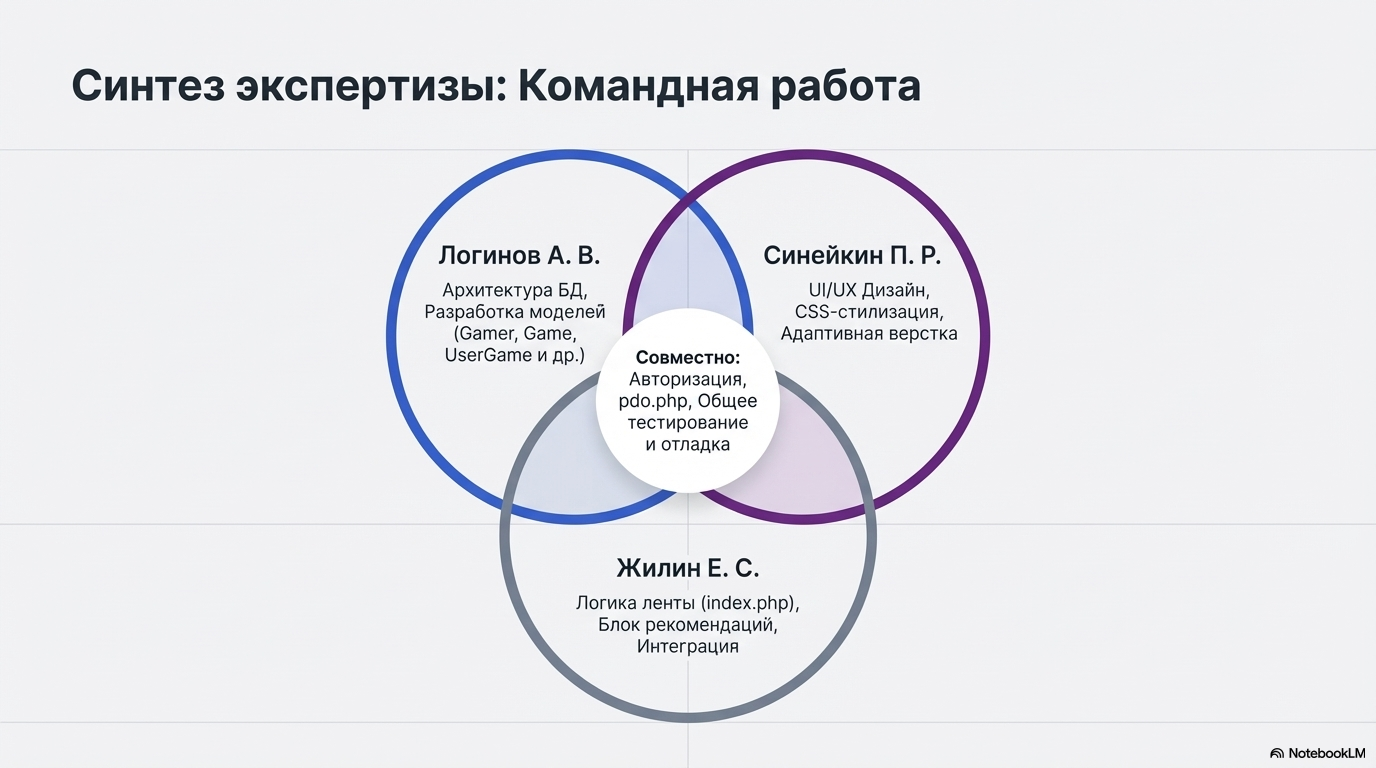 Синтез экспертизы: Командная работа
Логинов А. В.
Архитектура БД,
Разработка моделей
(Gamer, Game,
UserGame и др.)
Синейкин П. Р.
UI/UX Дизайн,
CSS-стилизация,
Адаптивная верстка
Совместно:
Авторизация,
pdo.php, Общее
тестирование
и отладка
Жилин Е. С.
Логика ленты (index.php),
Блок рекомендаций,
Интеграция
NotebookLM